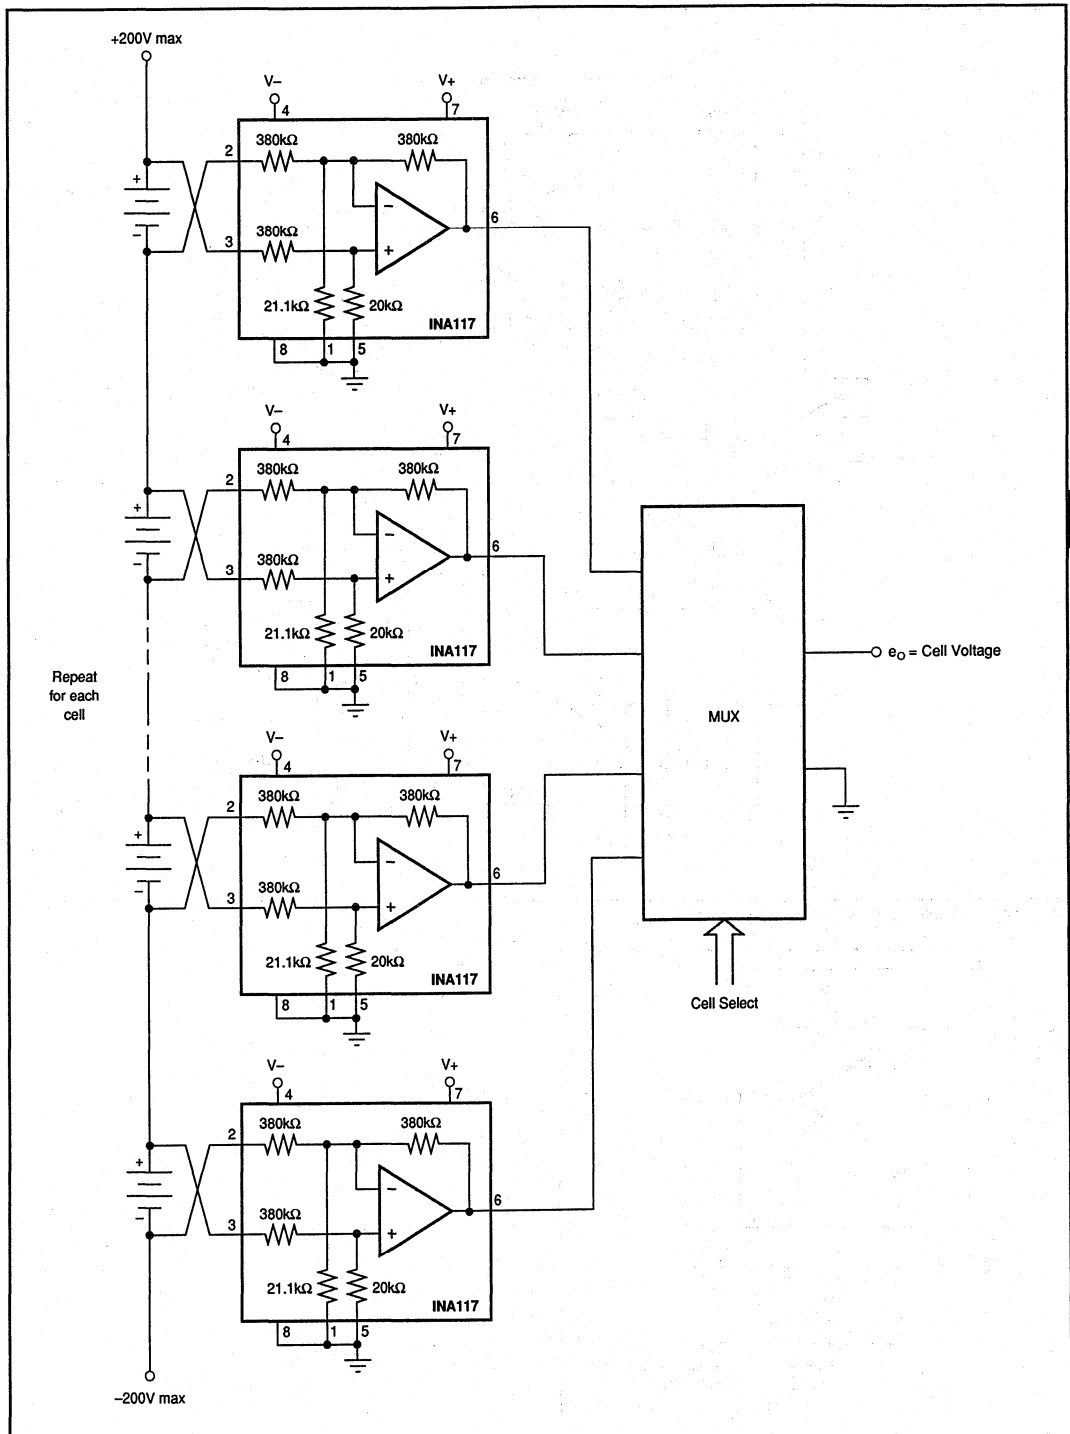 +200V max
V–
V+
4
7
380kΩ
380kΩ
2
+
–
–
+
6
3
380kΩ
21.1kΩ
20kΩ
INA117
8
1
5
V–
V+
4
7
380kΩ
380kΩ
2
+
–
–
+
6
3
380kΩ
21.1kΩ
20kΩ
INA117
8
1
5
Repeat
for each
cell
V–
V+
4
7
380kΩ
380kΩ
2
+
–
–
+
6
3
380kΩ
21.1kΩ
20kΩ
INA117
8
1
5
V–
V+
4
7
380kΩ
380kΩ
2
+
–
–
+
6
3
380kΩ
21.1kΩ
20kΩ
INA117
8
1
5
–200V max
MUX
eO = Cell Voltage
Cell Select